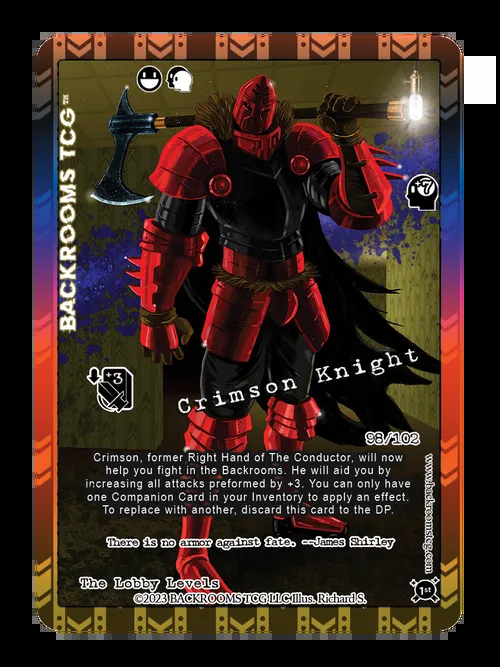 BACKROOMS TCG™
+7
+3
Crimson Knight
98/102
Crimson, former Right Hand of The Conductor, will now
help you fight in the Backrooms. He will aid you by
increasing all attacks preformed by +3. You can only have
one Companion Card in your Inventory to apply an effect.
To replace with another, discard this card to the DP.
There is no armor against fate. --James Shirley
www.backroomstcg.com
The Lobby Levels
©2023 BACKROOMS TCG LLC Illus. Richard S.
1st